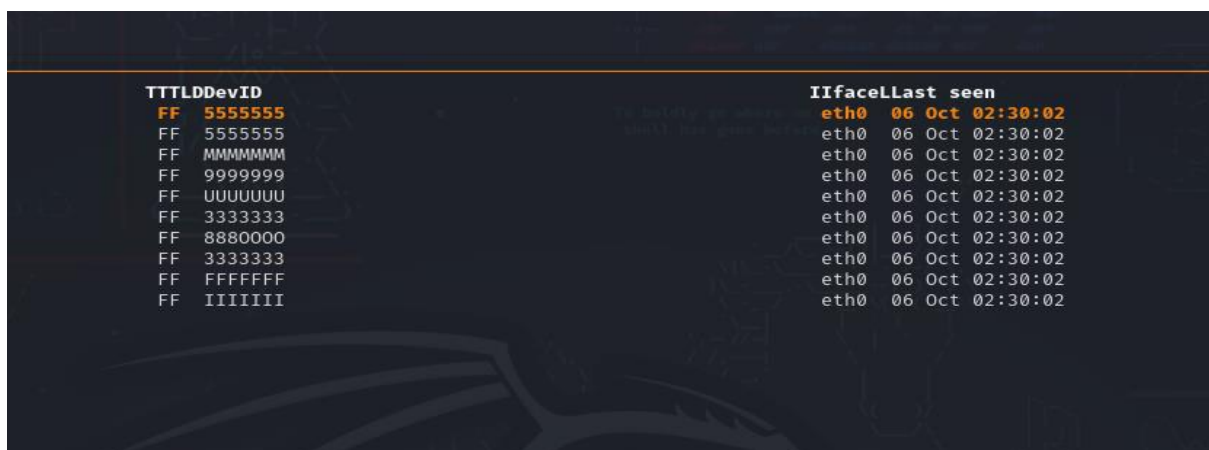 TTTLDDevID IIfaceLLast seen
FF 5555555 eth0 06 Oct 02:30:02
FF 5555555 eth0 06 Oct 02:30:02
FF MMMMMMM eth0 06 Oct 02:30:02
FF 9999999 eth0 06 Oct 02:30:02
FF UUUUUUU eth0 06 Oct 02:30:02
FF 3333333 eth0 06 Oct 02:30:02
FF 888OOOO eth0 06 Oct 02:30:02
FF 3333333 eth0 06 Oct 02:30:02
FF FFFFFFF eth0 06 Oct 02:30:02
FF IIIIIII eth0 06 Oct 02:30:02